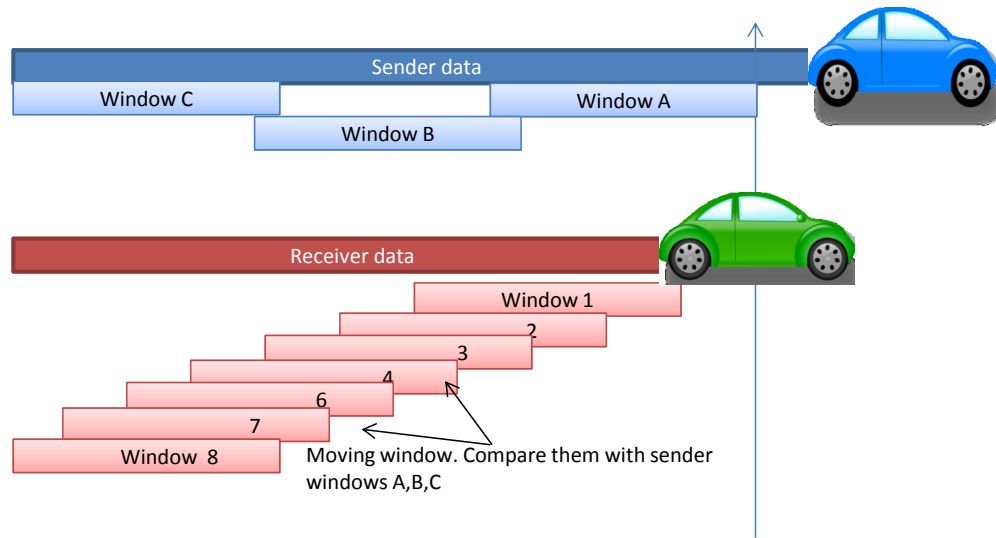 Sender data
Window C
Window A
Window B
Receiver data
Window 1
2
3
4
6
7
Window 8
Moving window. Compare them with sender
windows A,B,C